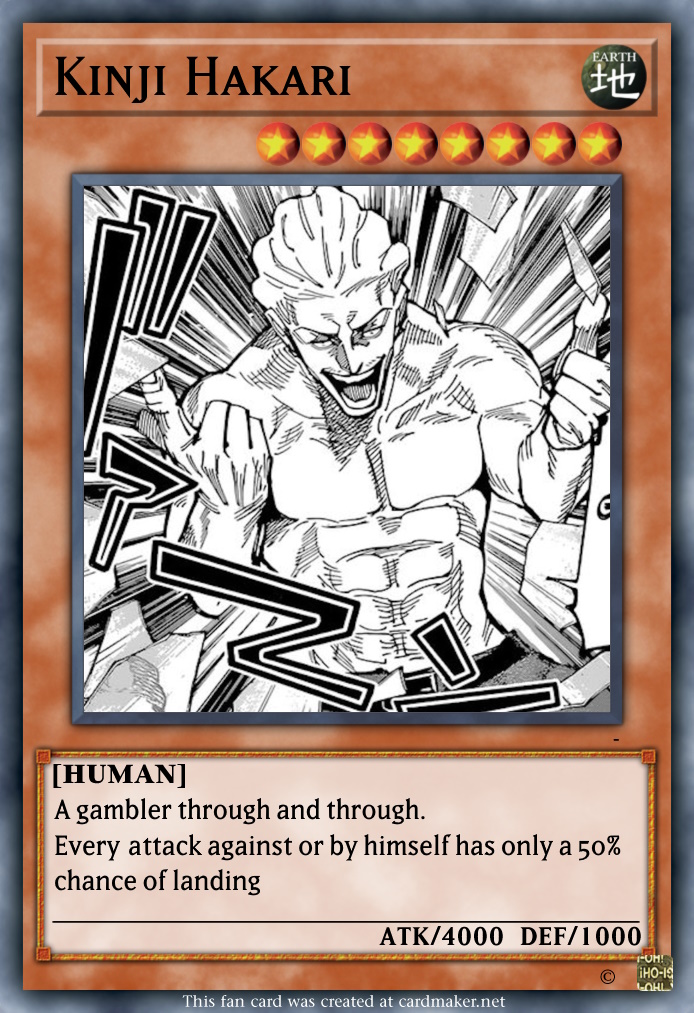 KINJI HAKARI
EARTH
地
-
[HUMAN]
A gambler through and through.
Every attack against or by himself has only a 50%
chance of landing
ATK/4000 DEF/1000
©
This fan card was created at cardmaker.net